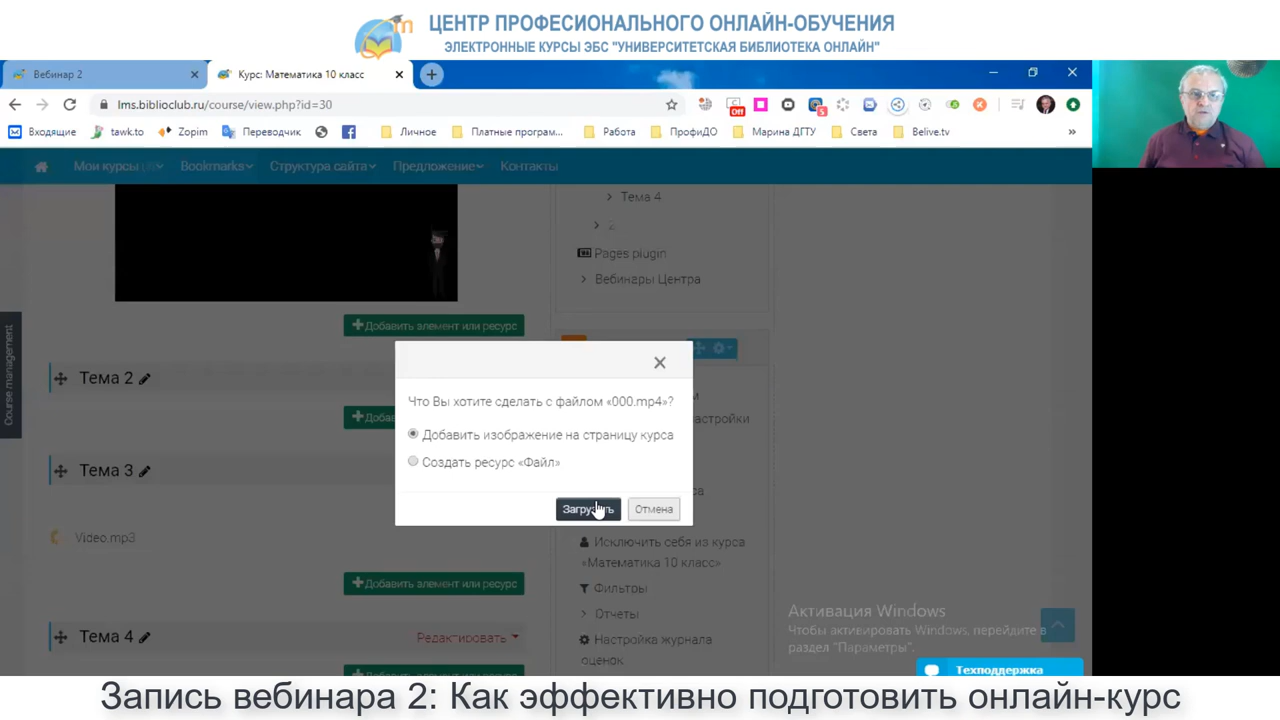 ЦЕНТР ПРОФЕСИОНАЛЬНОГО ОНЛАЙН-ОБУЧЕНИЯ
ЭЛЕКТРОННЫЕ КУРСЫ ЭБС "УНИВЕРСИТЕТСКАЯ БИБЛИОТЕКА ОНЛАЙН"
Вебинар 2
Курс: Математика 10 класс
lms.biblioclub.ru/course/view.php?id=30
Off
5
Входящие
tawk.to
Zopim
Переводчик
Личное
Платные програм...
Работа
ПрофиДО
Марина ДГТУ
Света
Belive.tv
»
Мои курсы
Bookmarks
Структура сайта
Предложение
Контакты
Course management
Тема 4
2
Pages plugin
Вебинары Центра
Добавить элемент или ресурс
Тема 2
Доба
Тема 3
Video.mp3
Добавить элемент или ресурс
Тема 4
Редактировать
Что Вы хотите сделать с файлом «000.mp4»?
Добавить изображение на страницу курса
Создать ресурс «Файл»
Загрузить
Отмена
астройки
са
Исключить себя из курса
«Математика 10 класс»
Фильтры
Отчеты
Настройка журнала
оценок
Активация Windows
Чтобы активировать Windows, перейдите в
раздел "Параметры".
Техподдержка
Запись вебинара 2: Как эффективно подготовить онлайн-курс